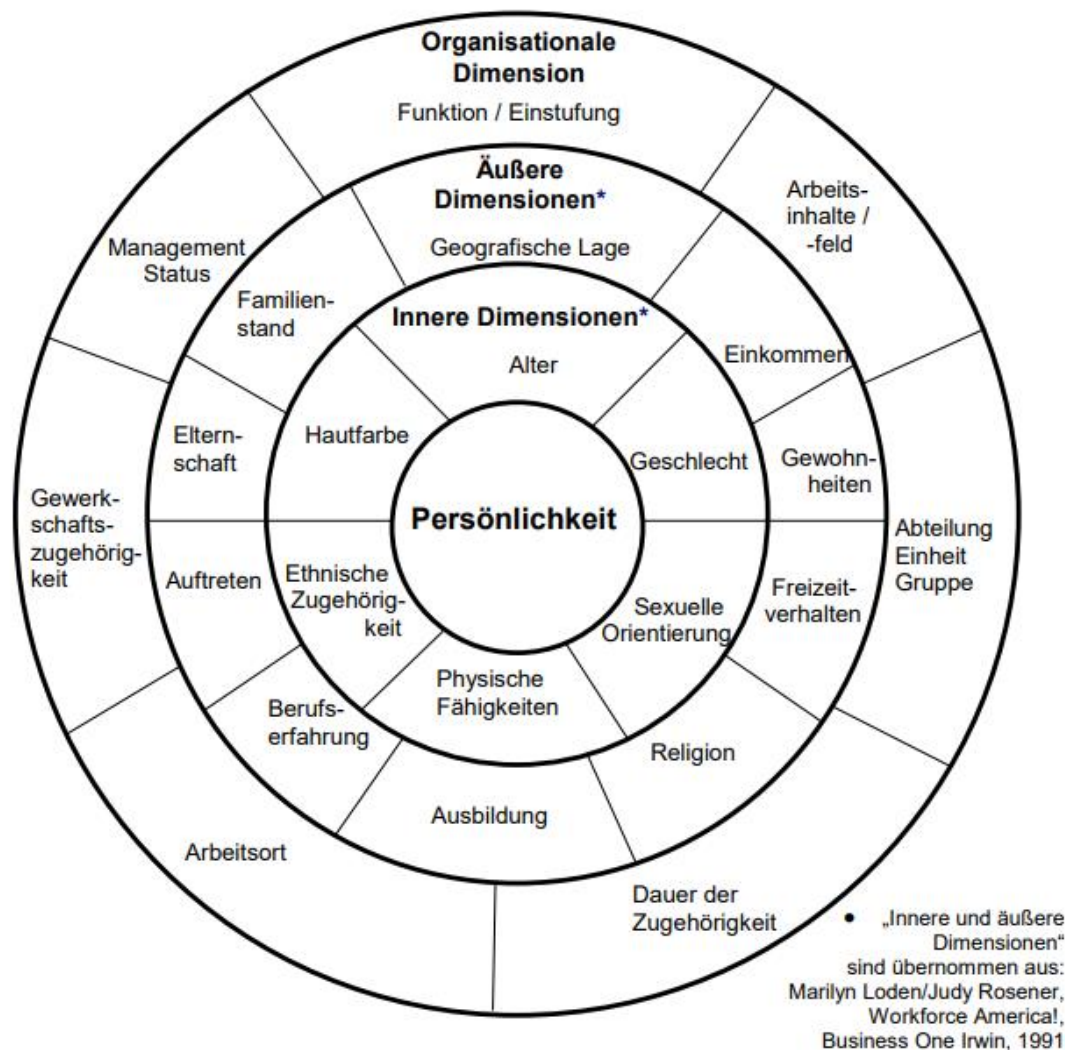 Organisationale
Dimension
Funktion / Einstufung
Äußere
Dimensionen*
Geografische Lage
Innere Dimensionen*
Alter
Arbeits-
inhalte /
-feld
Management
Status
Familien-
stand
Einkommen
Eltern-
schaft
Hautfarbe
Geschlecht
Gewohn-
heiten
Persönlichkeit
Gewerk-
schafts-
zugehörig-
keit
Auftreten
Ethnische
Zugehörig-
keit
Sexuelle
Orientierung
Freizeit-
verhalten
Abteilung
Einheit
Gruppe
Physische
Fähigkeiten
Berufs-
erfahrung
Religion
Ausbildung
Arbeitsort
Dauer der
Zugehörigkeit
• „Innere und äußere
Dimensionen“
sind übernommen aus:
Marilyn Loden/Judy Rosener,
Workforce America!,
Business One Irwin, 1991